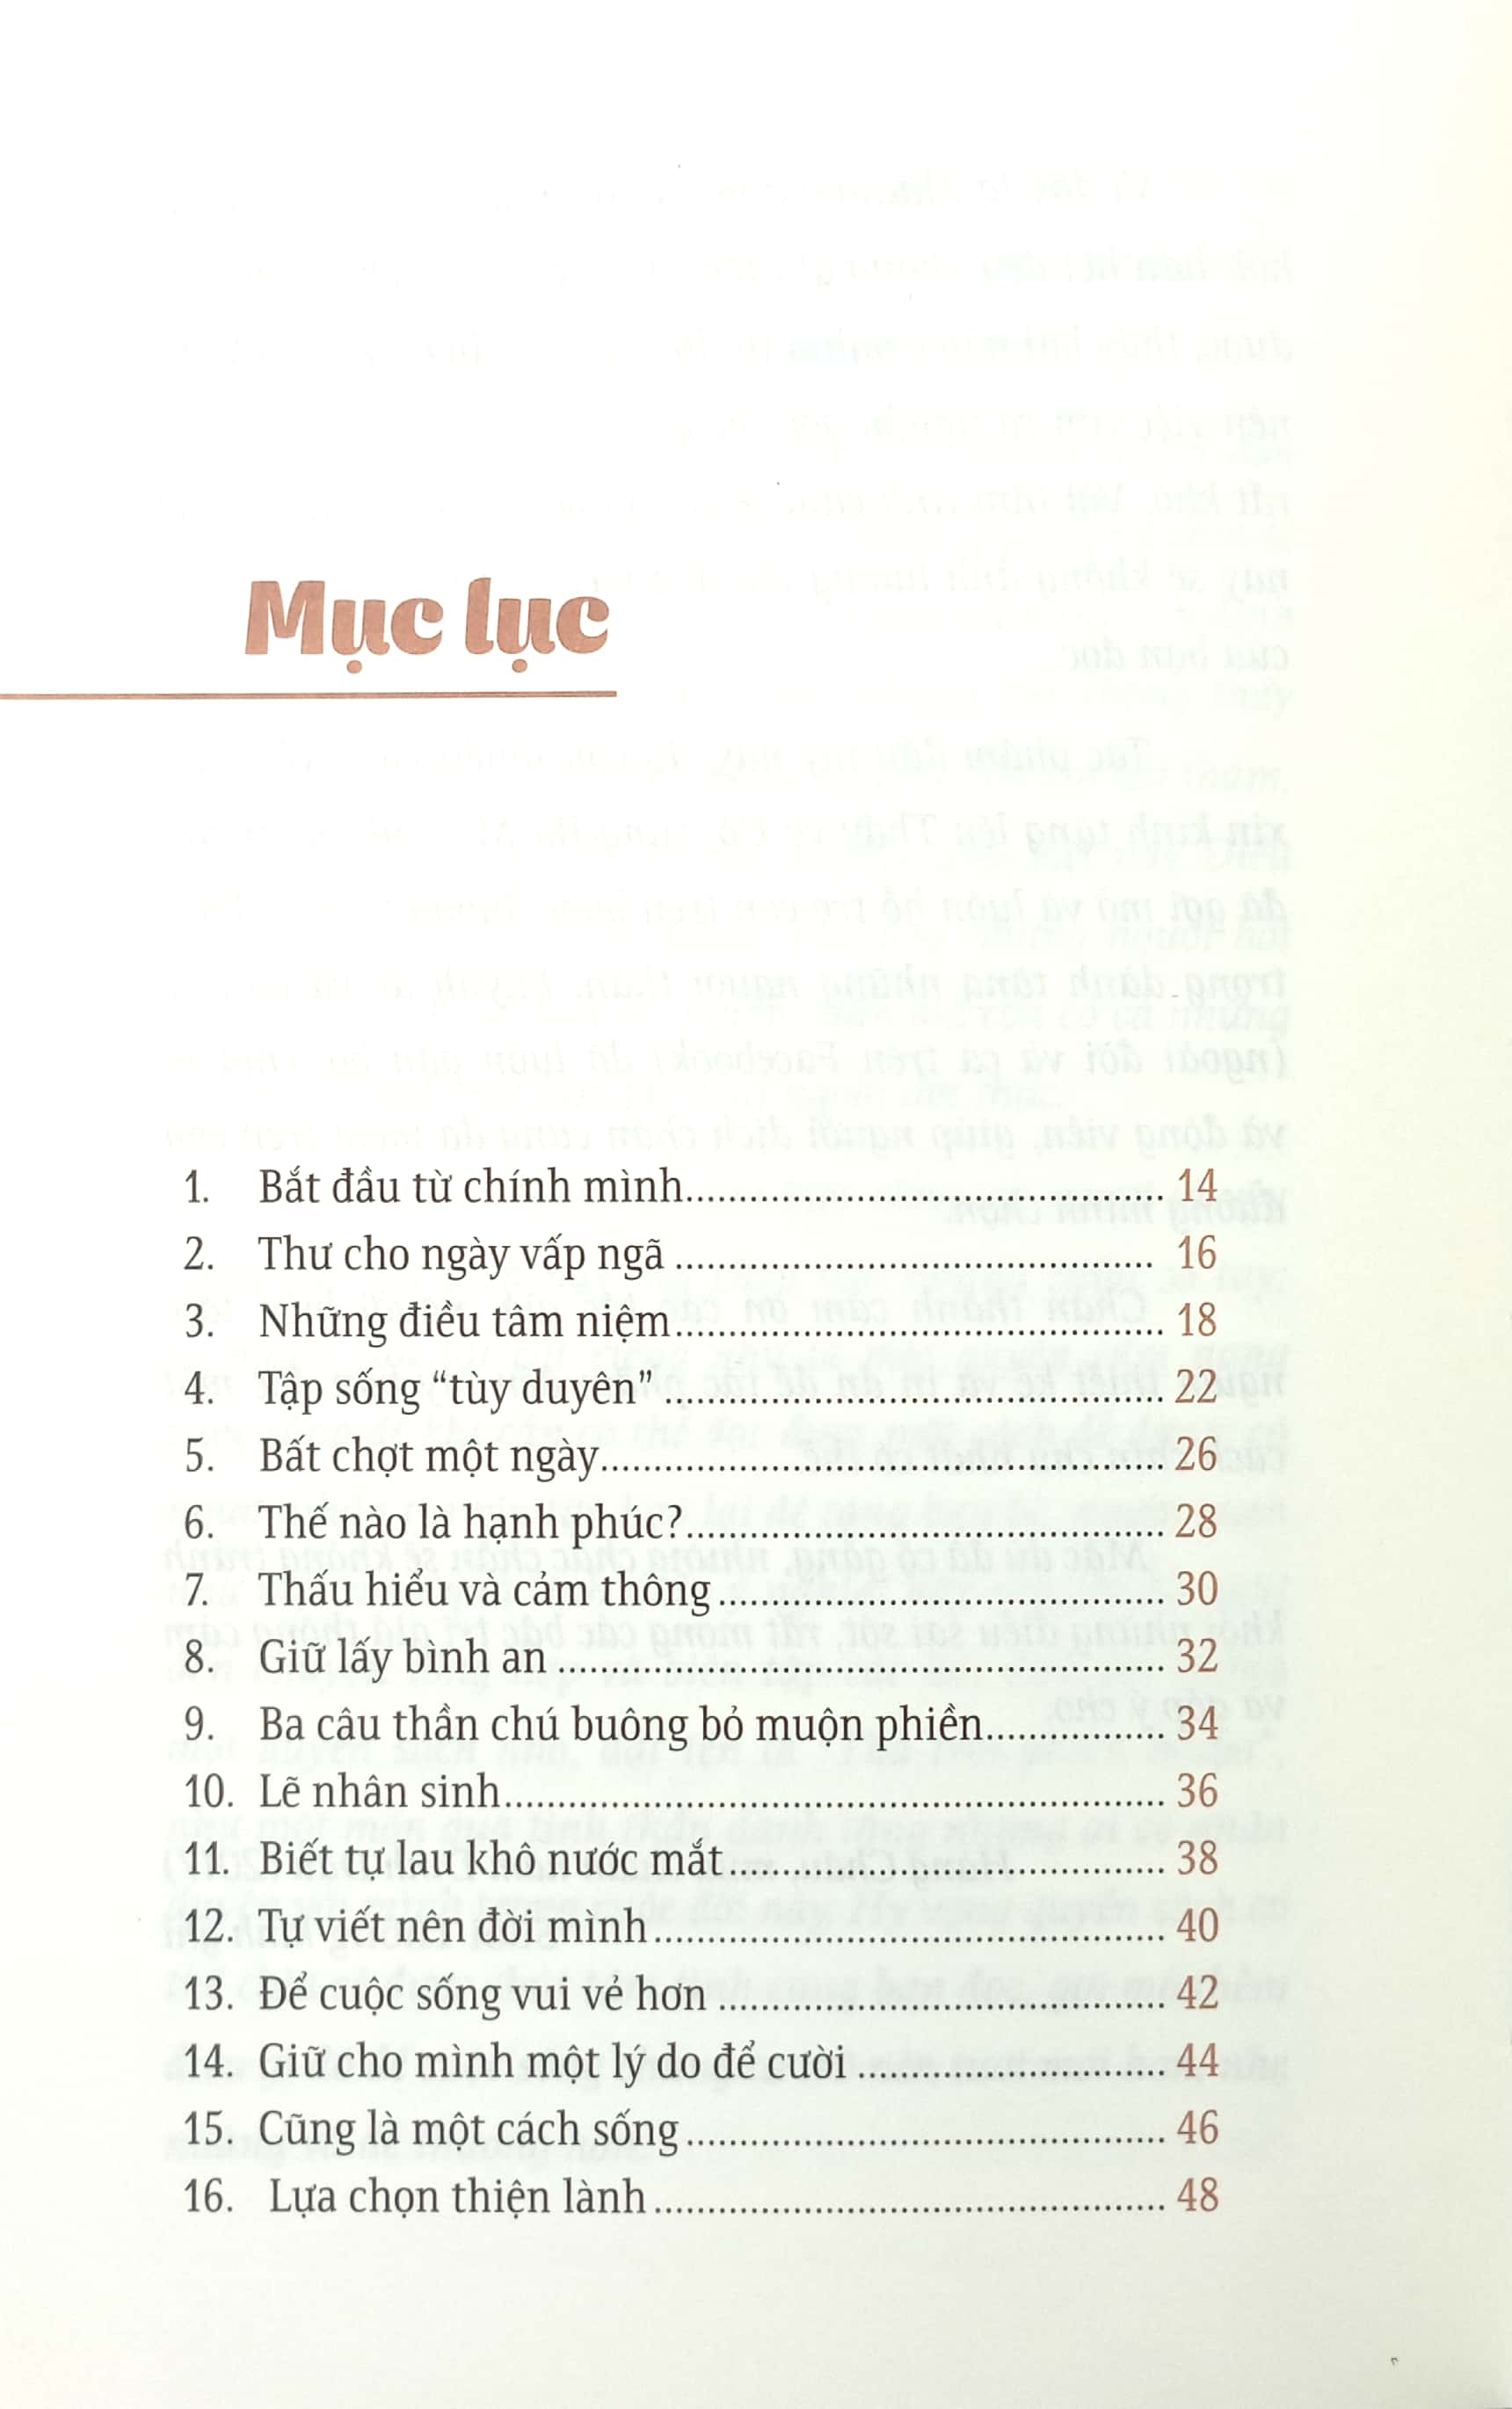 Mục lục
1. Bắt đầu từ chính mình............................................. 14
2. Thư cho ngày vấp ngã ............................................. 16
3. Những điều tâm niệm.............................................. 18
4. Tập sống “tùy duyên” ............................................... 22
5. Bất chợt một ngày..................................................... 26
6. Thế nào là hạnh phúc?............................................. 28
7. Thấu hiểu và cảm thông .......................................... 30
8. Giữ lấy bình an ......................................................... 32
9. Ba câu thần chú buông bỏ muộn phiền................. 34
10. Lẽ nhân sinh.............................................................. 36
11. Biết tự lau khô nước mắt......................................... 38
12. Tự viết nên đời mình................................................ 40
13. Để cuộc sống vui vẻ hơn .......................................... 42
14. Giữ cho mình một lý do để cười ............................. 44
15. Cũng là một cách sống............................................. 46
16. Lựa chọn thiện lành................................................ 48